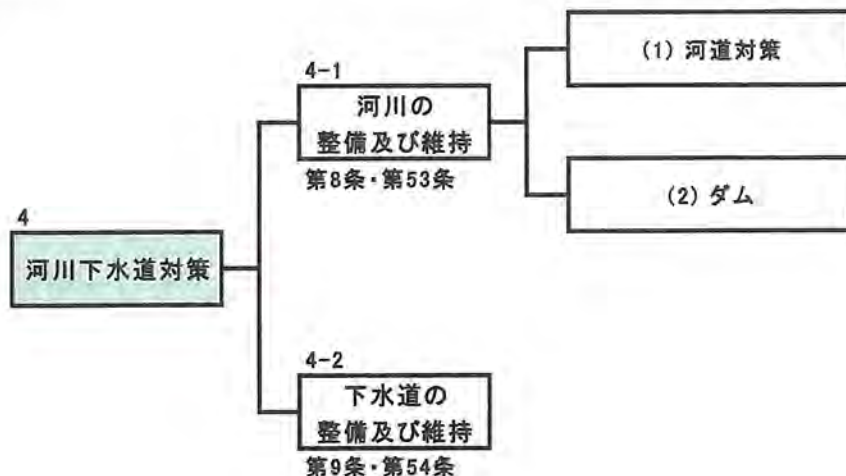 4
河川下水道対策
4-1
河川の
整備及び維持
第8条・第53条
(1) 河道対策
(2) ダム
4-2
下水道の
整備及び維持
第9条・第54条